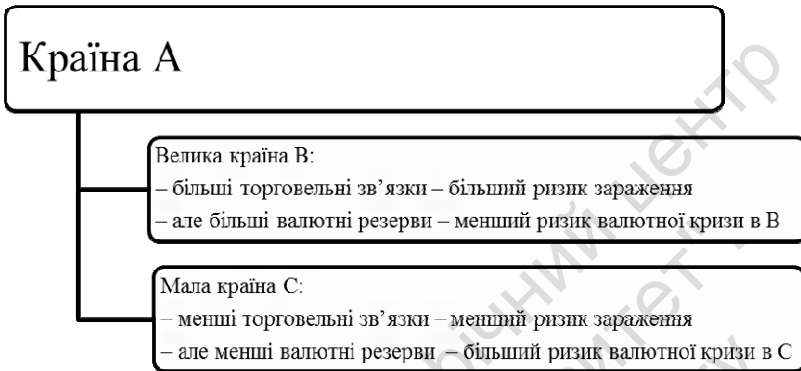 Країна А
Велика країна В:
– більші торговельні зв’язки – більший ризик зараження
– але більші валютні резерви – менший ризик валютної кризи в В
Мала країна С:
– менші торговельні зв’язки – менший ризик зараження
– але менші валютні резерви – більший ризик валютної кризи в С
центр